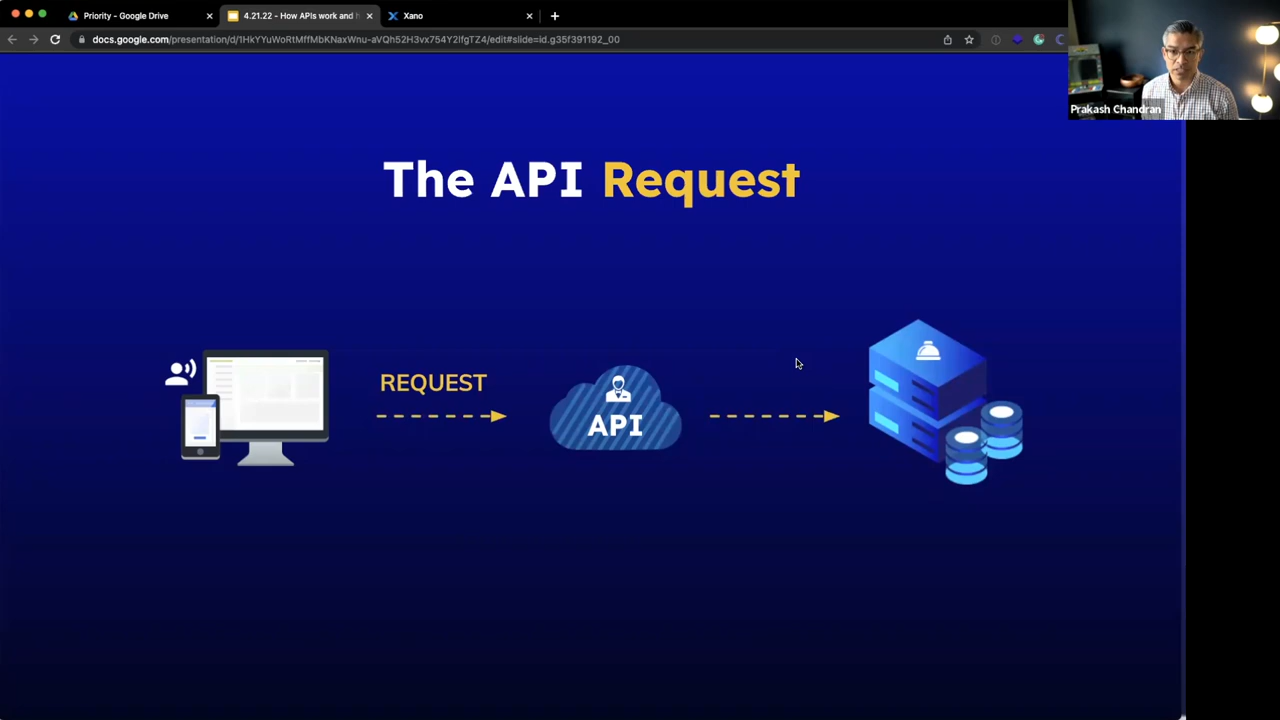 Priority - Google Drive
4.21.22 - How APIs work and h
Xano
docs.google.com/presentation/d/1HkYYuWoRtMffMbKNaxWnu-aVQh52H3vx754Y2lfgTZ4/edit#slide=id.g35f391192_00
Prakash Chandran
The API Request
REQUEST
API